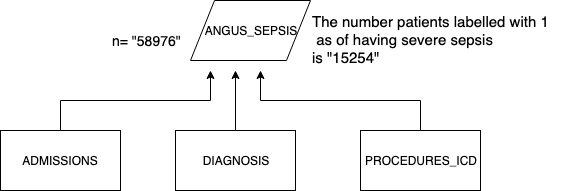 n= "58976"
ANGUS_SEPSIS
The number patients labelled with 1
as of having severe sepsis
is "15254"
ADMISSIONS
DIAGNOSIS
PROCEDURES_ICD